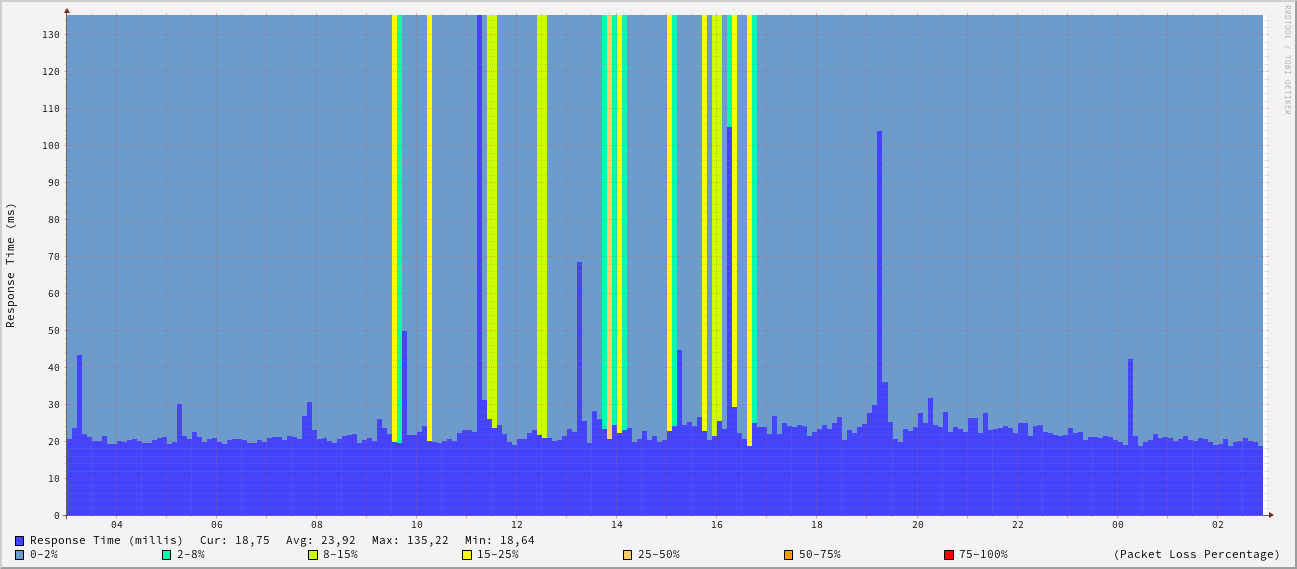 RRDTOOL / TOBI OETIKER
Response Time (ms)
130
120
110
100
90
80
70
60
50
40
30
20
10
0
04 06 08 10 12 14 16 18 20 22 00 02
Response Time (millis) Cur: 18,75 Avg: 23,92 Max: 135,22 Min: 18,64
0-2% 2-8% 8-15% 15-25% 25-50% 50-75% 75-100% (Packet Loss Percentage)